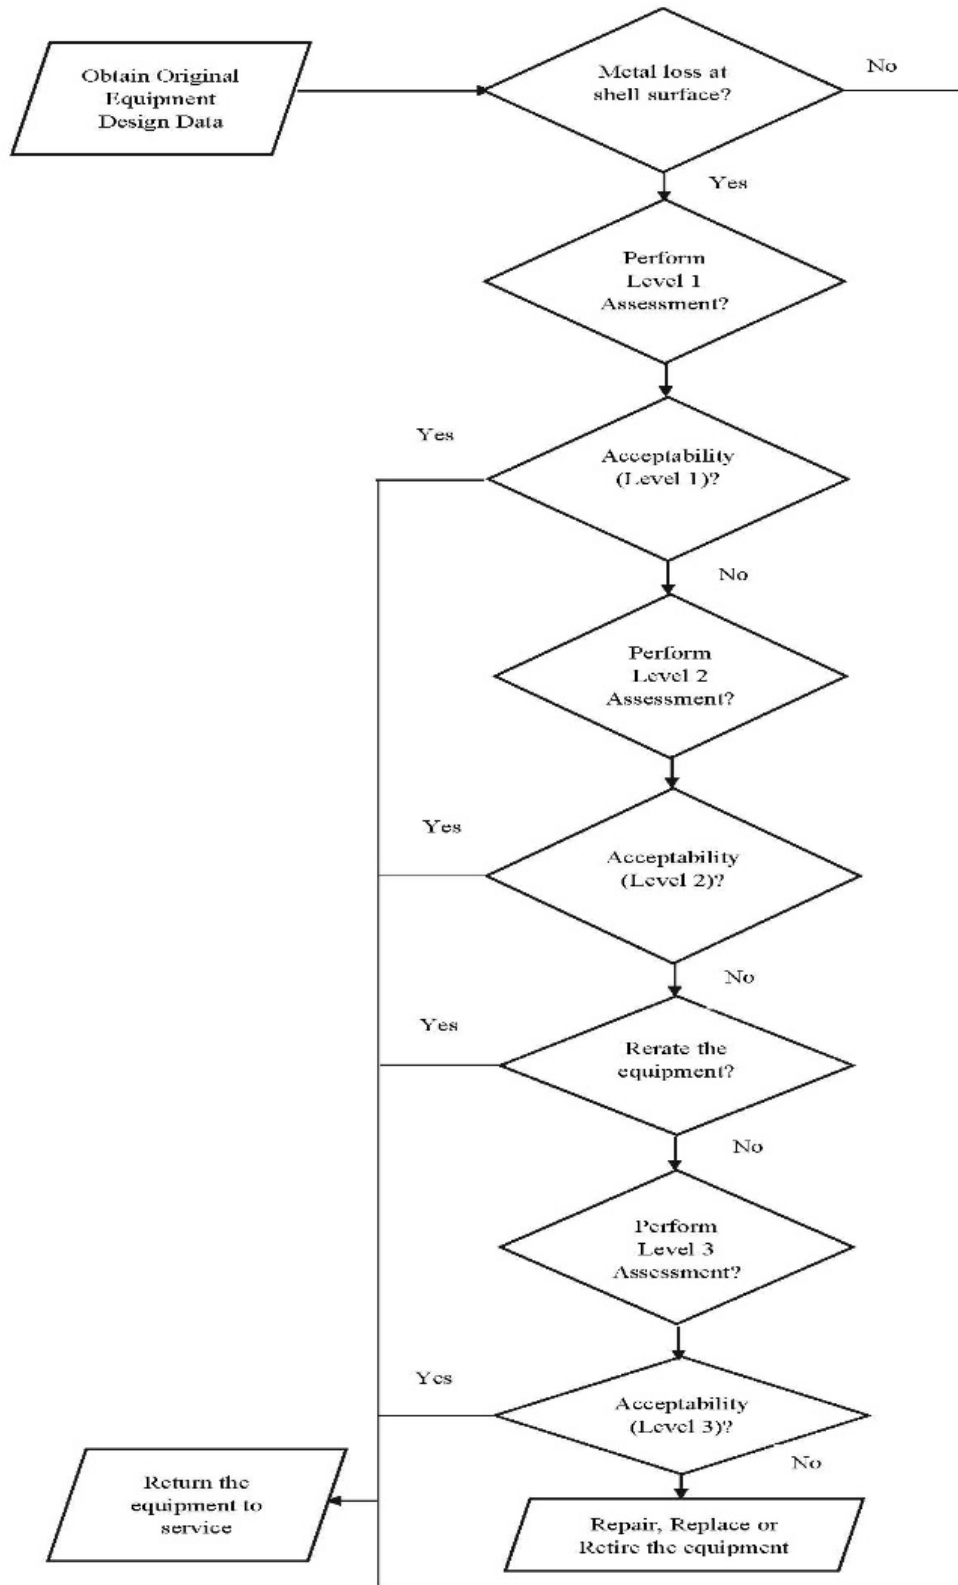 Obtain Original
Equipment
Design Data
Metal loss at
shell surface?
No
Yes
Perform
Level 1
Assessment?
Yes
Acceptability
(Level 1)?
No
Perform
Level 2
Assessment?
Yes
Acceptability
(Level 2)?
No
Yes
Rerate the
equipment?
No
Perform
Level 3
Assessment?
Yes
Acceptability
(Level 3)?
No
Return the
equipment to
service
Repair, Replace or
Retire the equipment